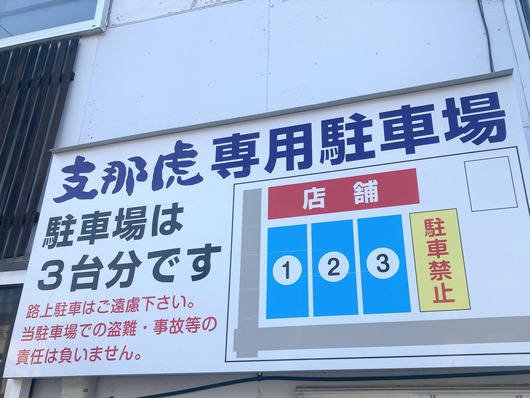 支那虎専用駐車場
駐車場は
3台分です
路上駐車はご遠慮下さい。
当駐車場での盗難・事故等の
責任は負いません。
店舗
1
2
3
駐車禁止